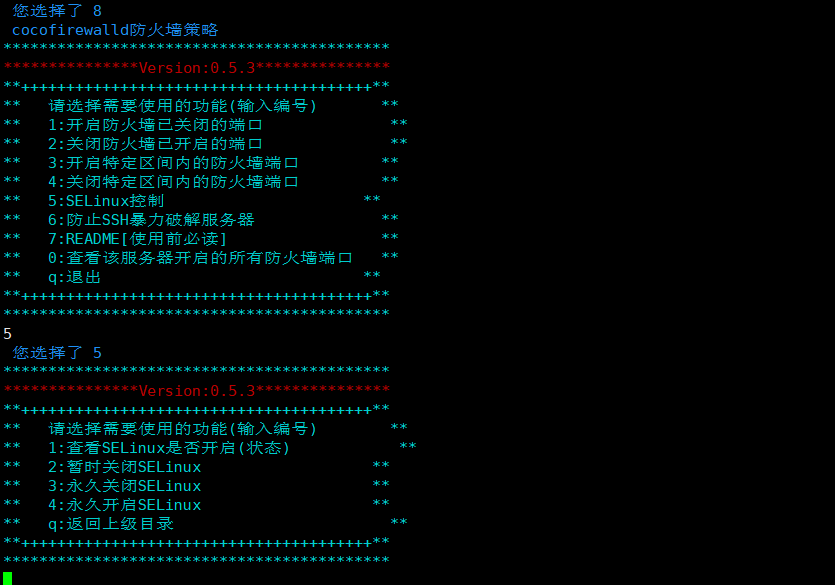 您选择了 8
cocofirewalld防火墙策略
*******************************************
***************Version:0.5.3***************
**+++++++++++++++++++++++++++++++++++++++**
**   请选择需要使用的功能(输入编号)       **
**   1:开启防火墙已关闭的端口              **
**   2:关闭防火墙已开启的端口              **
**   3:开启特定区间内的防火墙端口         **
**   4:关闭特定区间内的防火墙端口         **
**   5:SELinux控制                      **
**   6:防止SSH暴力破解服务器              **
**   7:README[使用前必读]                 **
**   0:查看该服务器开启的所有防火墙端口   **
**   q:退出                             **
**+++++++++++++++++++++++++++++++++++++++**
*******************************************
5
您选择了 5
*******************************************
***************Version:0.5.3***************
**+++++++++++++++++++++++++++++++++++++++**
**   请选择需要使用的功能(输入编号)        **
**   1:查看SELinux是否开启(状态)            **
**   2:暂时关闭SELinux                   **
**   3:永久关闭SELinux                   **
**   4:永久开启SELinux                   **
**   q:返回上级目录                        **
**+++++++++++++++++++++++++++++++++++++++**
*******************************************